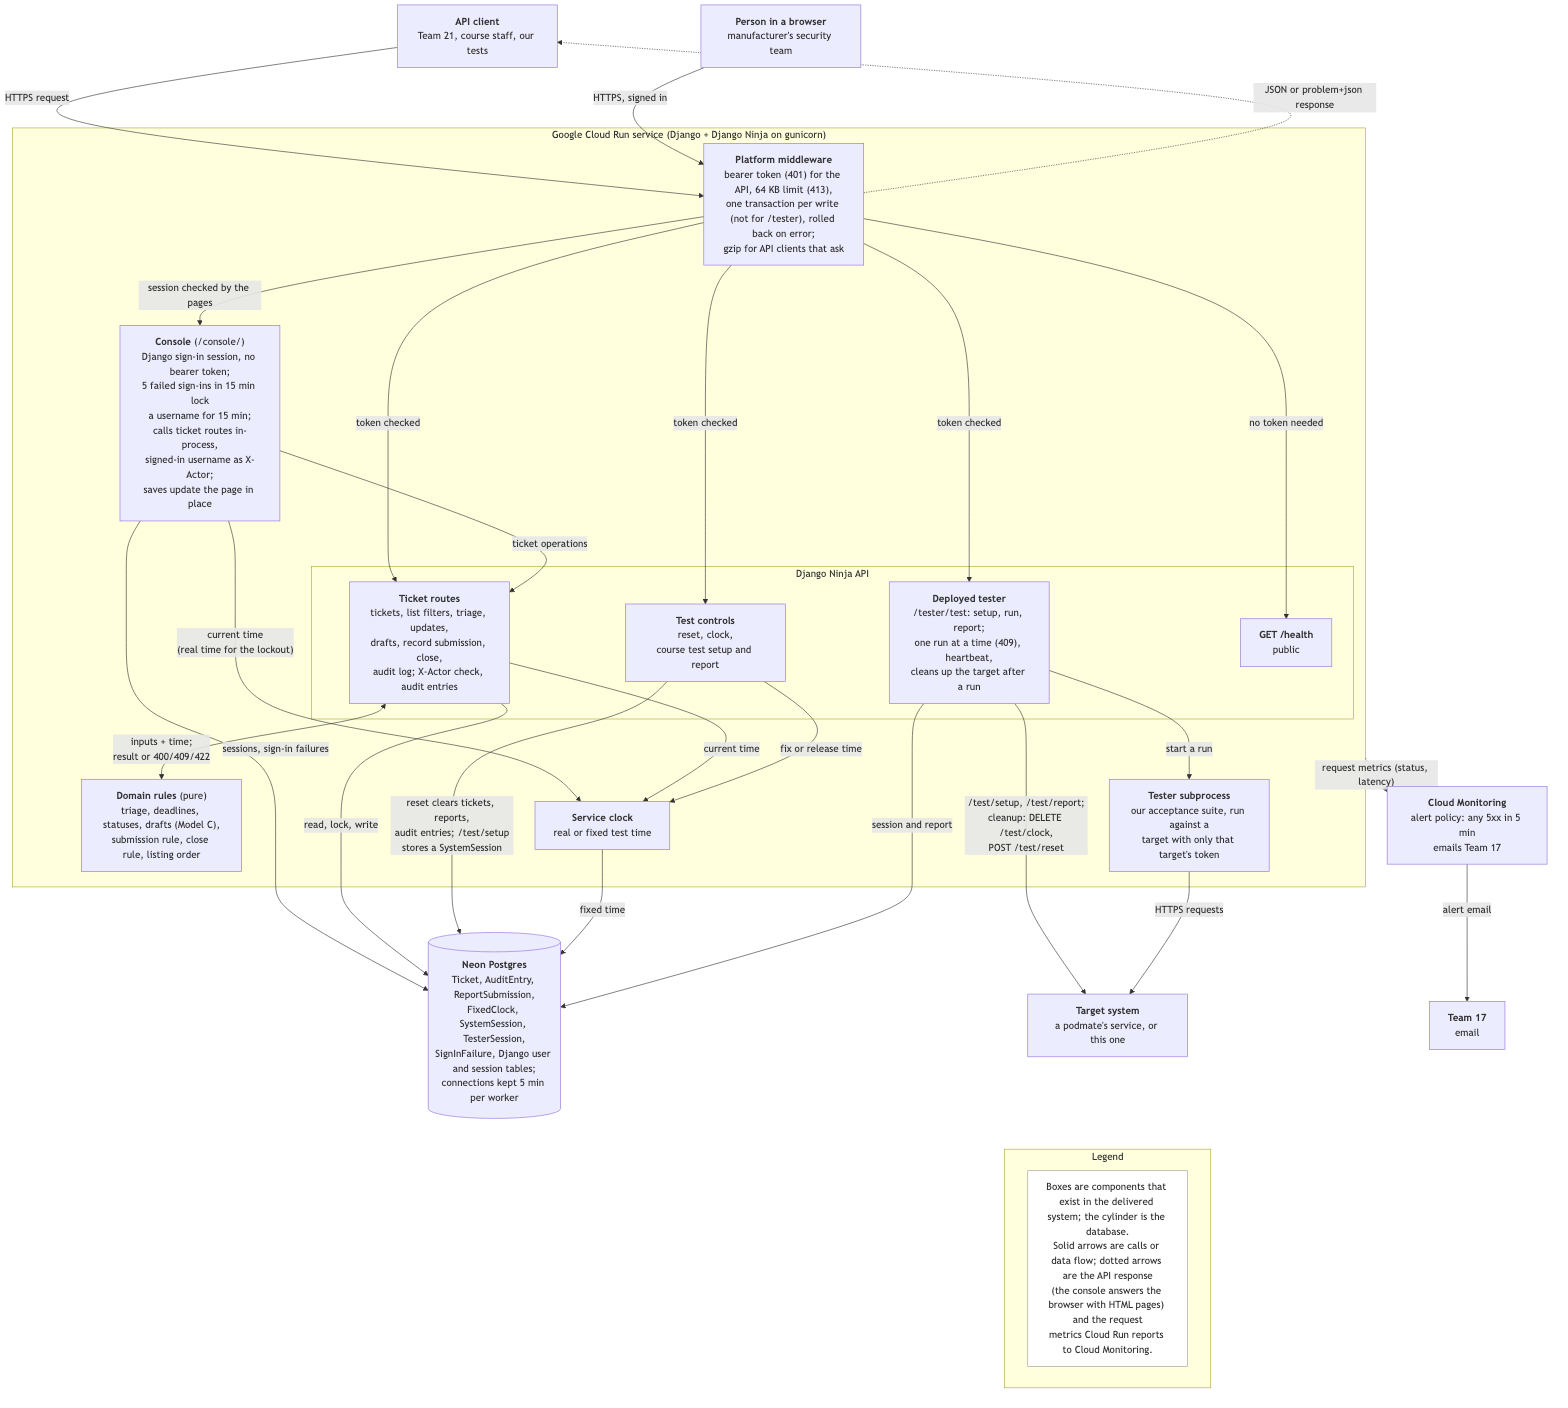 API client
Team 21, course staff, our
tests
Person in a browser
manufacturer's security
team
HTTPS request
HTTPS, signed in
JSON or problem+json
response
Google Cloud Run service (Django + Django Ninja on gunicorn)
Platform middleware
bearer token (401) for the
API, 64 KB limit (413),
one transaction per write
(not for /tester), rolled
back on error;
gzip for API clients that ask
session checked by the
pages
Console (/console/)
Django sign-in session, no
bearer token;
5 failed sign-ins in 15 min
lock
a username for 15 min;
calls ticket routes in-
process,
signed-in username as X-
Actor;
saves update the page in
place
token checked
token checked
token checked
no token needed
ticket operations
Django Ninja API
Ticket routes
tickets, list filters, triage,
updates,
drafts, record submission,
close,
audit log; X-Actor check,
audit entries
Test controls
reset, clock,
course test setup and
report
Deployed tester
/tester/test: setup, run,
report;
one run at a time (409),
heartbeat,
cleans up the target after
a run
GET /health
public
current time
(real time for the lockout)
inputs + time;
result or 400/409/422
sessions, sign-in failures
current time
fix or release time
start a run
request metrics (status,
latency)
Domain rules (pure)
triage, deadlines,
statuses, drafts (Model C),
submission rule, close
rule, listing order
read, lock, write
reset clears tickets,
reports,
audit entries; /test/setup
stores a SystemSession
Service clock
real or fixed test time
session and report
/test/setup, /test/report;
cleanup: DELETE
/test/clock,
POST /test/reset
Tester subprocess
our acceptance suite, run
against a
target with only that
target's token
Cloud Monitoring
alert policy: any 5xx in 5
min
emails Team 17
fixed time
HTTPS requests
alert email
Neon Postgres
Ticket, AuditEntry,
ReportSubmission,
FixedClock,
SystemSession,
TesterSession,
SignInFailure, Django user
and session tables;
connections kept 5 min
per worker
Target system
a podmate's service, or
this one
Team 17
email
Legend
Boxes are components that
exist in the delivered
system; the cylinder is the
database.
Solid arrows are calls or
data flow; dotted arrows
are the API response
(the console answers the
browser with HTML pages)
and the request
metrics Cloud Run reports
to Cloud Monitoring.